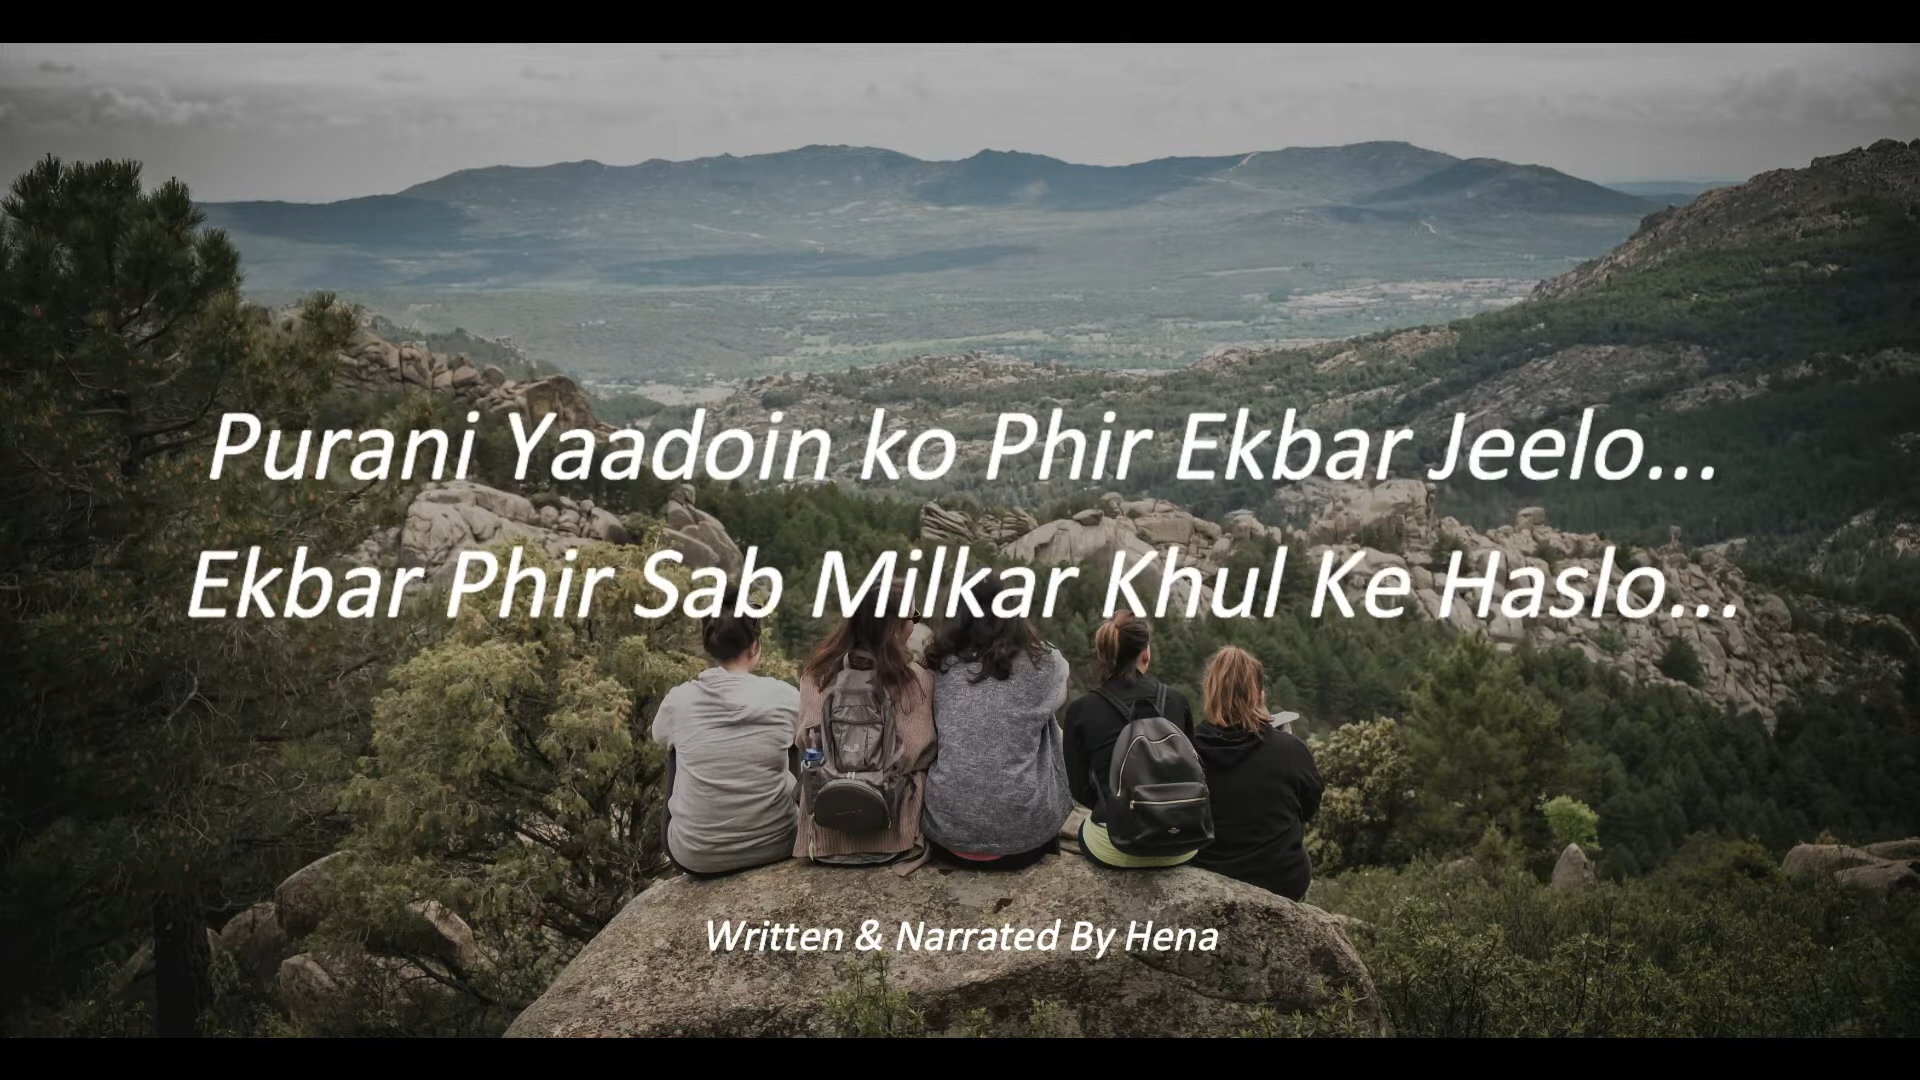 Purani Yaadoin ko Phir Ekbar Jeelo...
Ekbar Phir Sab Milkar Khul Ke Haslo...
Written & Narrated By Hena